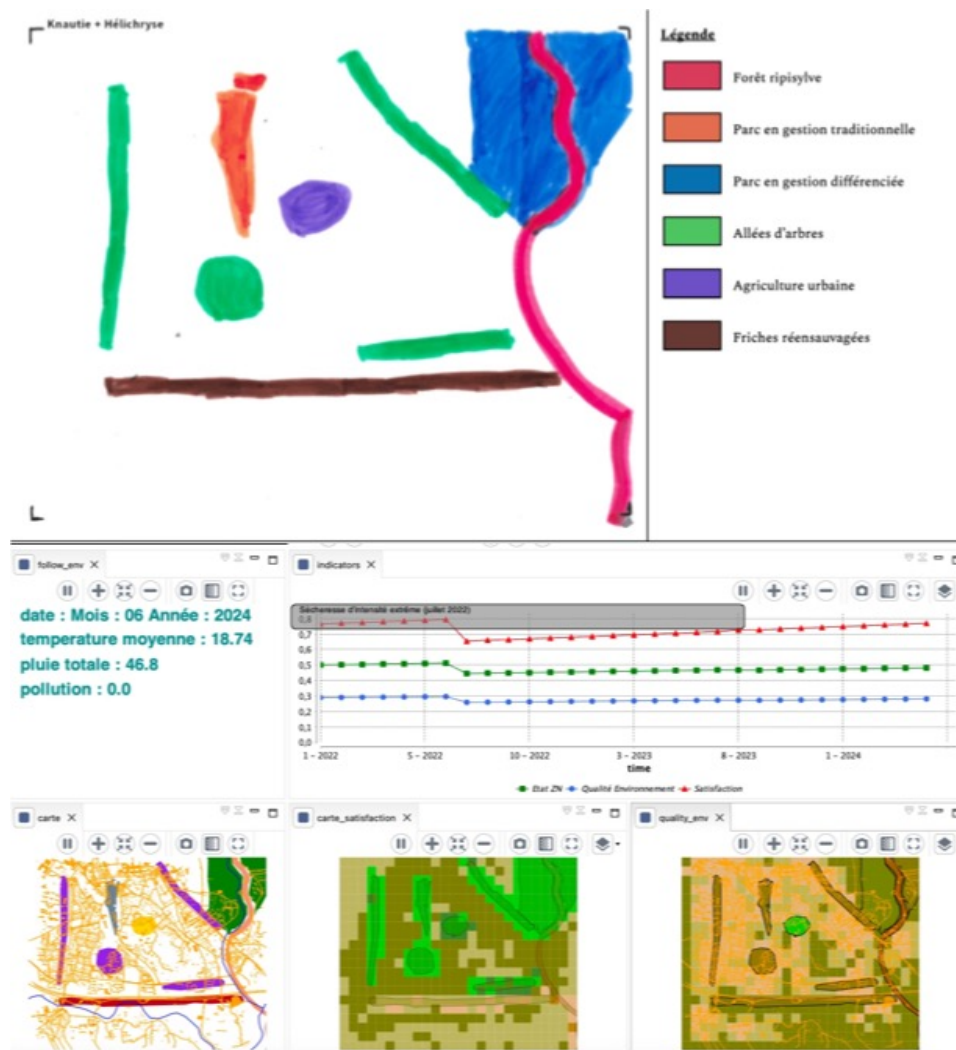 Knautie + Hélichryse
Légende
Forêt ripisylve
Parc en gestion traditionnelle
Parc en gestion différenciée
Allées d'arbres
Agriculture urbaine
Friches réensauvagées
follow_env
date : Mois : 06 Année : 2024
temperature moyenne : 18.74
pluie totale : 46.8
pollution : 0.0
indicators
Sécheresse d'intensité extrême (juillet 2022)
0,8
0,7
0,6
0,5
0,4
0,3
0,2
0,1
0,0
1 - 2022 5 - 2022 10 - 2022 3 - 2023 8 - 2023 1 - 2024
time
Etat ZN Qualité Environnement Satisfaction
carte
carte_satisfaction
quality_env